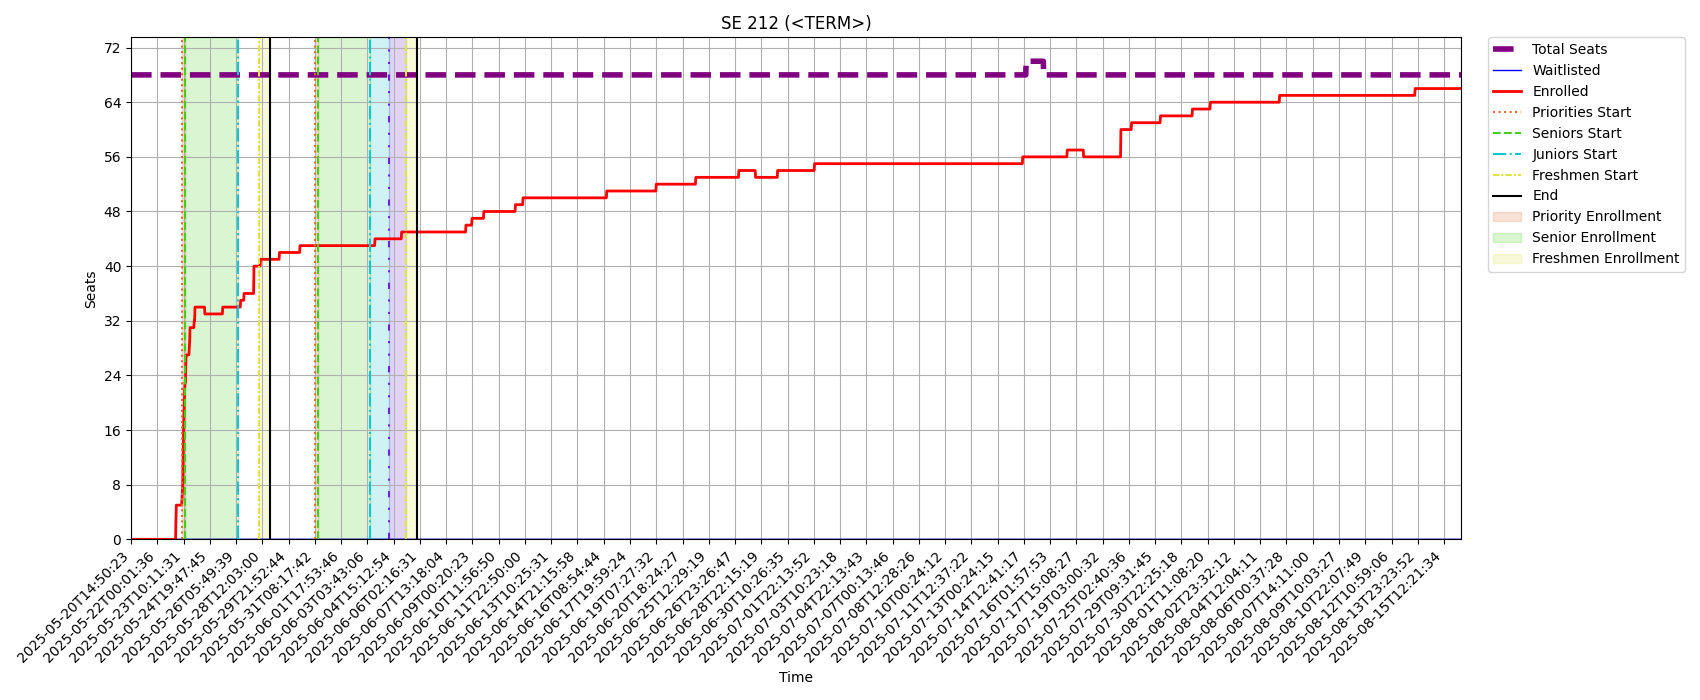 SE 212 (<TERM>)
Total Seats
Waitlisted
Enrolled
Priorities Start
Seniors Start
Juniors Start
Freshmen Start
End
Priority Enrollment
Senior Enrollment
Freshmen Enrollment
Seats
72
64
56
48
40
32
24
16
8
0
2025-05-20T14:50:23
2025-05-22T00:01:36
2025-05-23T10:11:31
2025-05-24T19:47:45
2025-05-26T05:49:39
2025-05-28T12:03:00
2025-05-29T21:52:44
2025-05-31T08:17:42
2025-06-01T17:53:46
2025-06-03T03:43:06
2025-06-04T15:12:54
2025-06-06T02:16:31
2025-06-07T13:18:04
2025-06-09T00:20:23
2025-06-10T11:56:50
2025-06-11T22:50:00
2025-06-13T10:25:31
2025-06-14T21:15:58
2025-06-16T08:54:44
2025-06-17T19:59:24
2025-06-19T07:27:32
2025-06-20T18:24:27
2025-06-25T12:29:19
2025-06-26T23:26:47
2025-06-28T22:15:19
2025-06-30T10:26:35
2025-07-01T22:13:52
2025-07-03T10:23:18
2025-07-04T22:13:43
2025-07-07T00:13:46
2025-07-08T12:28:26
2025-07-10T00:24:12
2025-07-11T12:37:22
2025-07-13T00:24:15
2025-07-14T12:41:17
2025-07-16T01:57:53
2025-07-17T15:08:27
2025-07-19T03:00:32
2025-07-25T02:40:36
2025-07-29T09:31:45
2025-07-30T22:25:18
2025-08-01T11:08:20
2025-08-02T23:32:12
2025-08-04T12:04:11
2025-08-06T00:37:28
2025-08-07T14:11:00
2025-08-09T10:03:27
2025-08-10T22:07:49
2025-08-12T10:59:06
2025-08-13T23:23:52
2025-08-15T12:21:34
Time